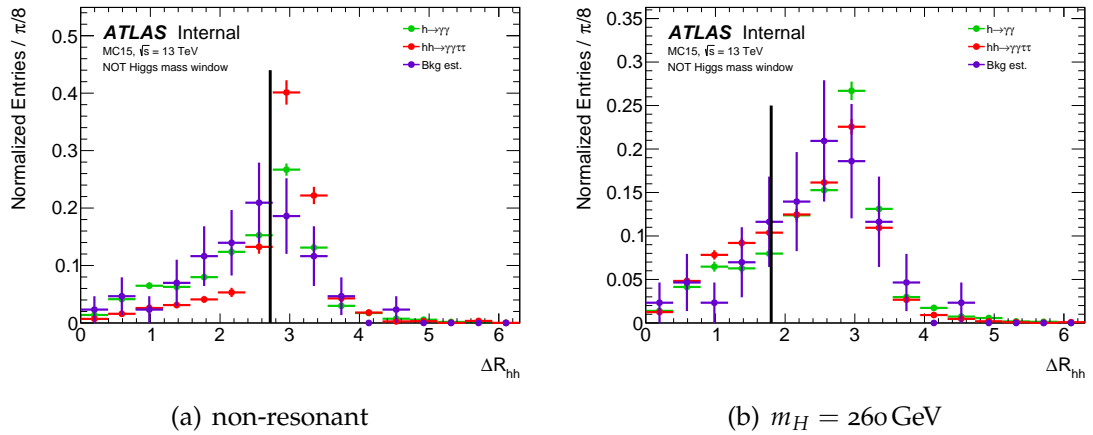 ATLAS Internal
MC15, √s = 13 TeV
NOT Higgs mass window
h→γγ
hh→γγττ
Bkg est.
Normalized Entries / π/8
0.5
0.4
0.3
0.2
0.1
0
0 1 2 3 4 5 6
ΔR_hh
(a) non-resonant
ATLAS Internal
MC15, √s = 13 TeV
NOT Higgs mass window
h→γγ
hh→γγττ
Bkg est.
Normalized Entries / π/8
0.35
0.30
0.25
0.20
0.15
0.10
0.05
0.00
0 1 2 3 4 5 6
ΔR_hh
(b) m_H = 260 GeV